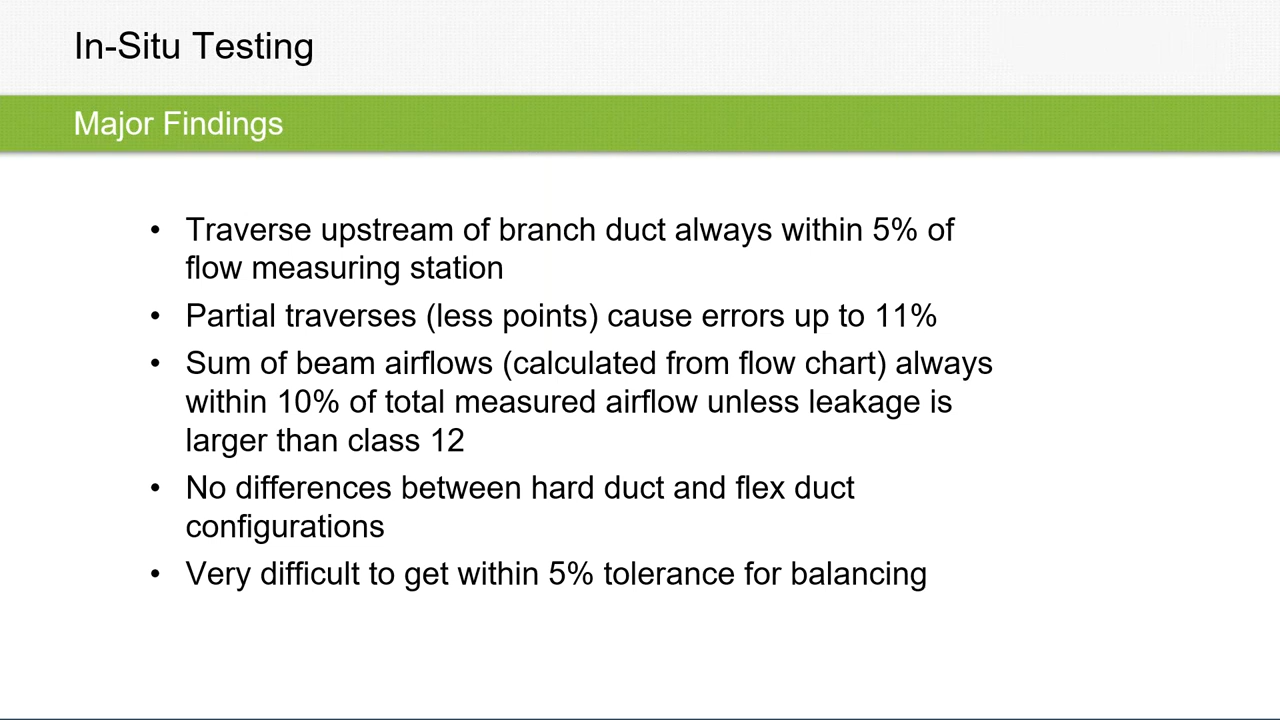 In-Situ Testing
Major Findings
• Traverse upstream of branch duct always within 5% of
flow measuring station
• Partial traverses (less points) cause errors up to 11%
• Sum of beam airflows (calculated from flow chart) always
within 10% of total measured airflow unless leakage is
larger than class 12
• No differences between hard duct and flex duct
configurations
• Very difficult to get within 5% tolerance for balancing